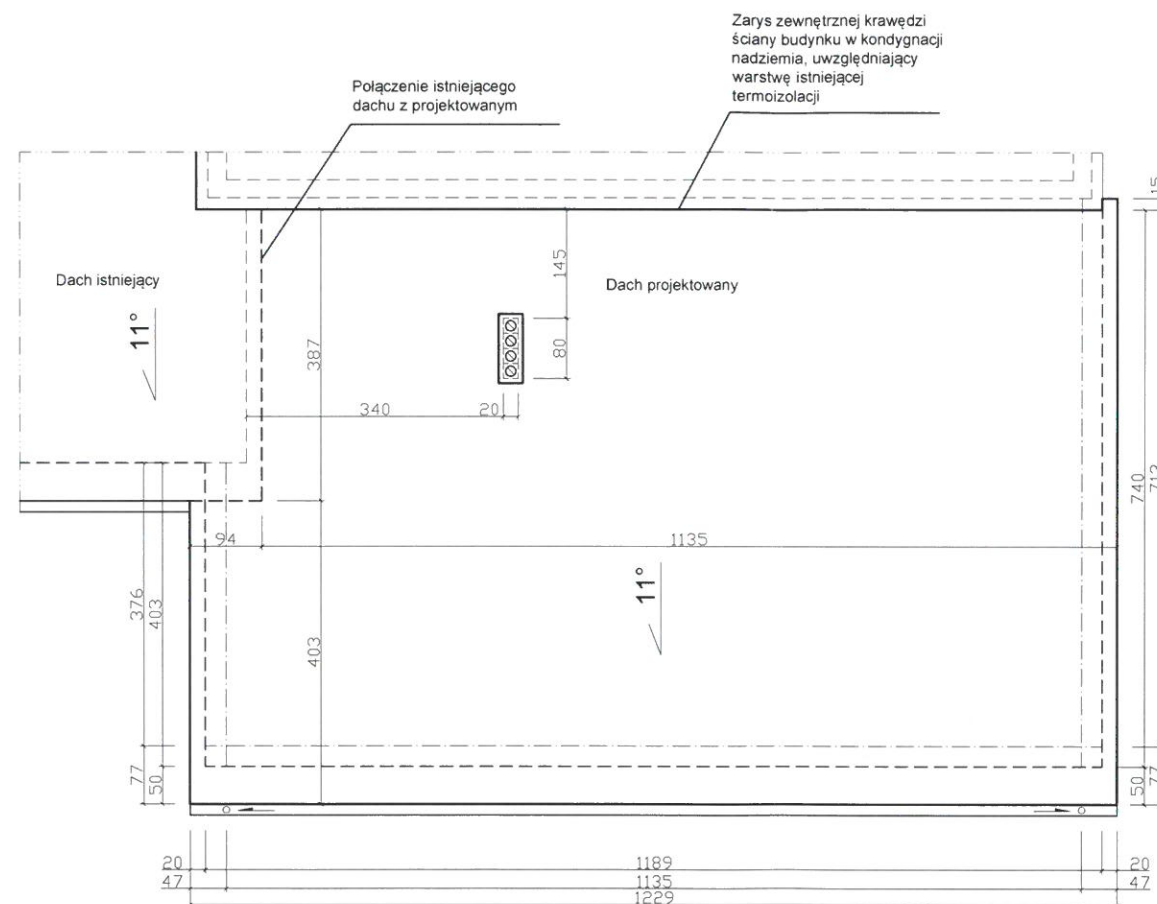 Zarys zewnętrznej krawędzi
ściany budynku w kondygnacji
nadziemia, uwzględniający
warstwę istniejącej
termoizolacji
Połączenie istniejącego
dachu z projektowanym
15
Dach istniejący
Dach projektowany
145
11°
387
80
340
20
740
713
94
1135
11°
376
403
403
77
50
50
77
20
1189
20
47
1135
47
1229